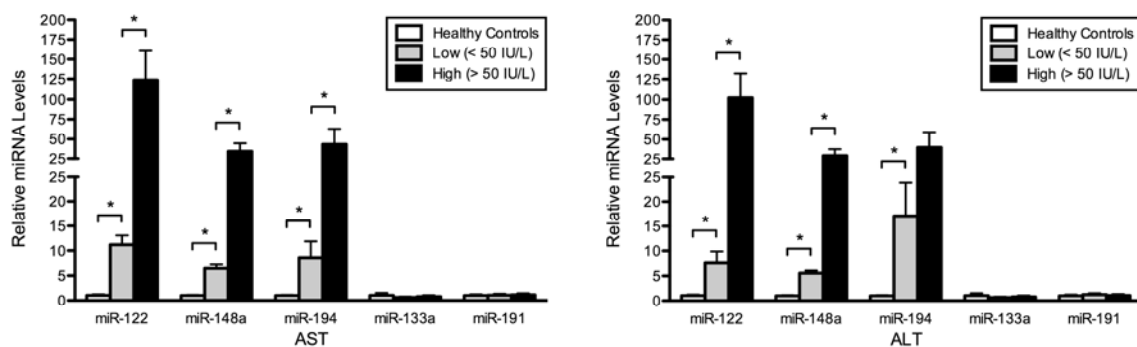 Relative miRNA Levels
200
175
150
125
100
75
50
25
25
20
15
10
5
0
* * * * * *
Healthy Controls
Low (< 50 IU/L)
High (> 50 IU/L)
miR-122 miR-148a miR-194 miR-133a miR-191
AST
Relative miRNA Levels
200
175
150
125
100
75
50
25
25
20
15
10
5
0
* * * * *
Healthy Controls
Low (< 50 IU/L)
High (> 50 IU/L)
miR-122 miR-148a miR-194 miR-133a miR-191
ALT